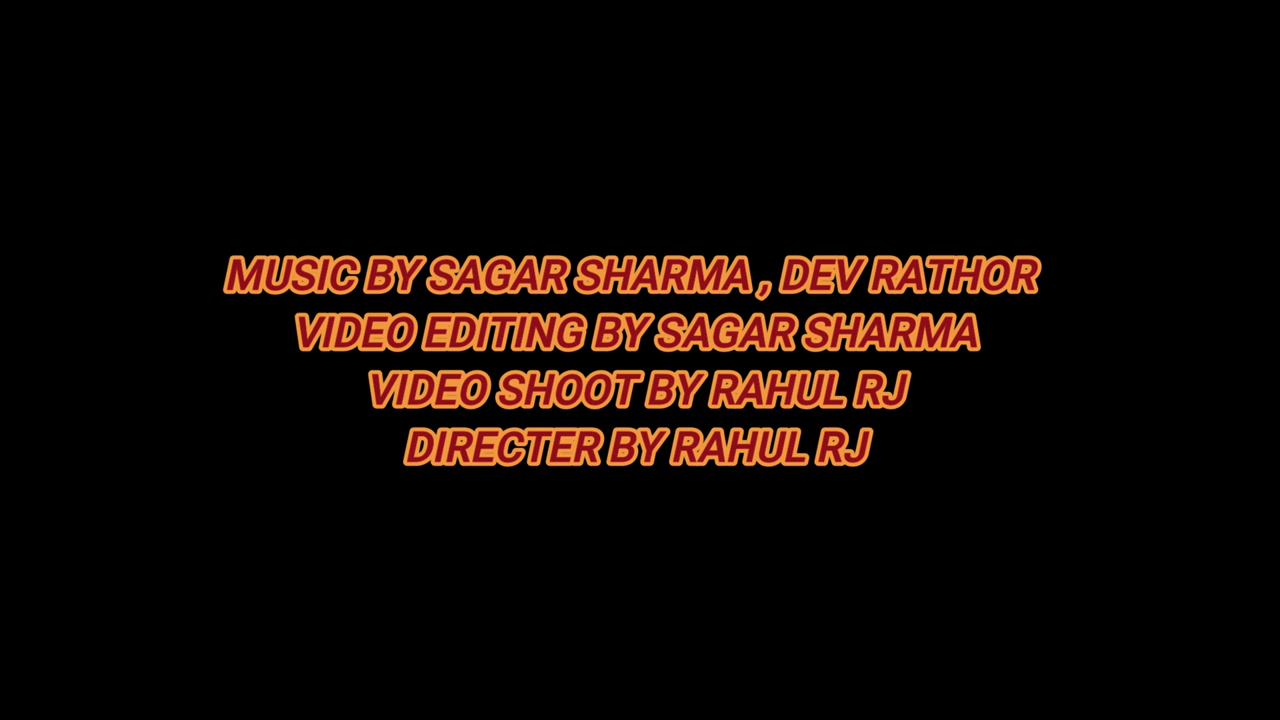 MUSIC BY SAGAR SHARMA , DEV RATHOR
VIDEO EDITING BY SAGAR SHARMA
VIDEO SHOOT BY RAHUL RJ
DIRECTER BY RAHUL RJ